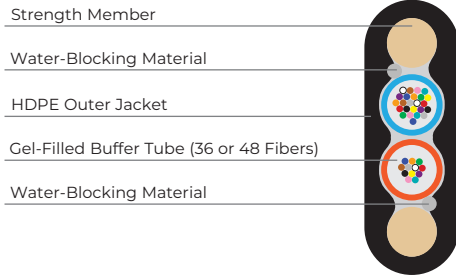 Strength Member
Water-Blocking Material
HDPE Outer Jacket
Gel-Filled Buffer Tube (36 or 48 Fibers)
Water-Blocking Material